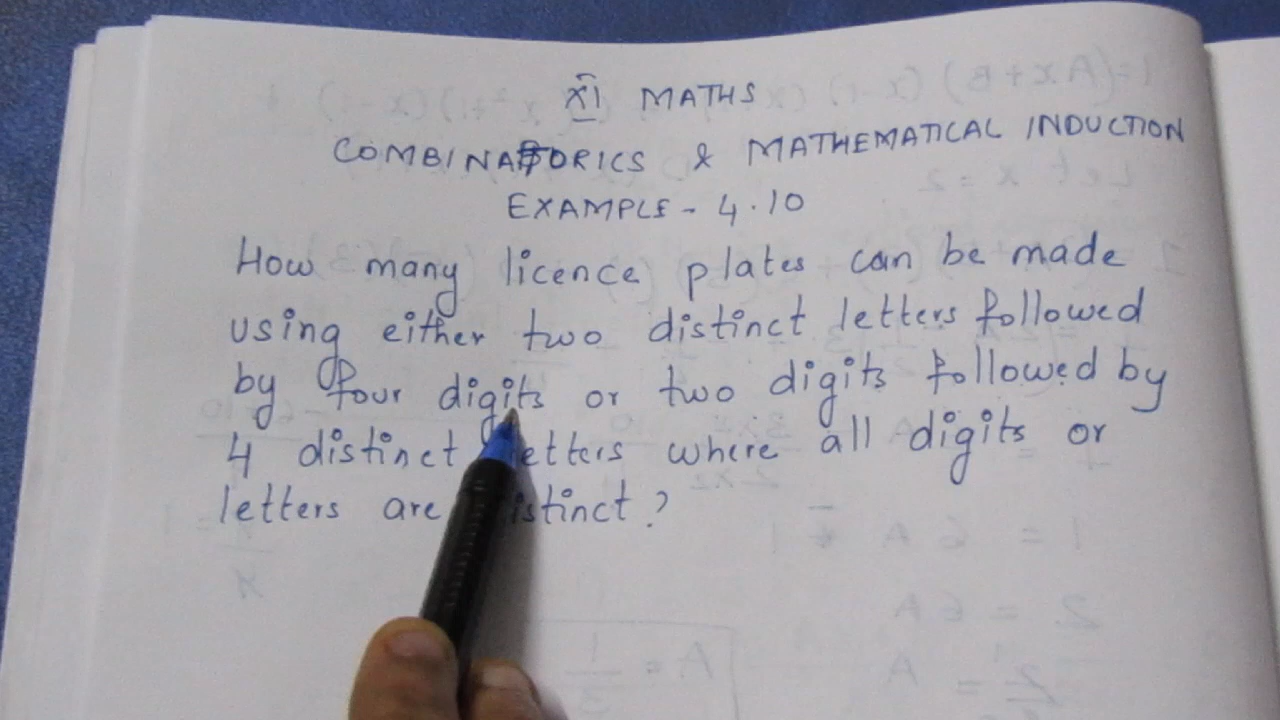 XI MATHS
COMBINATORICS & MATHEMATICAL INDUCTION
EXAMPLE - 4.10
How many licence plates can be made
using either two distinct letters followed
by four digits or two digits followed by
4 distinct letters where all digits or
letters are distinct?